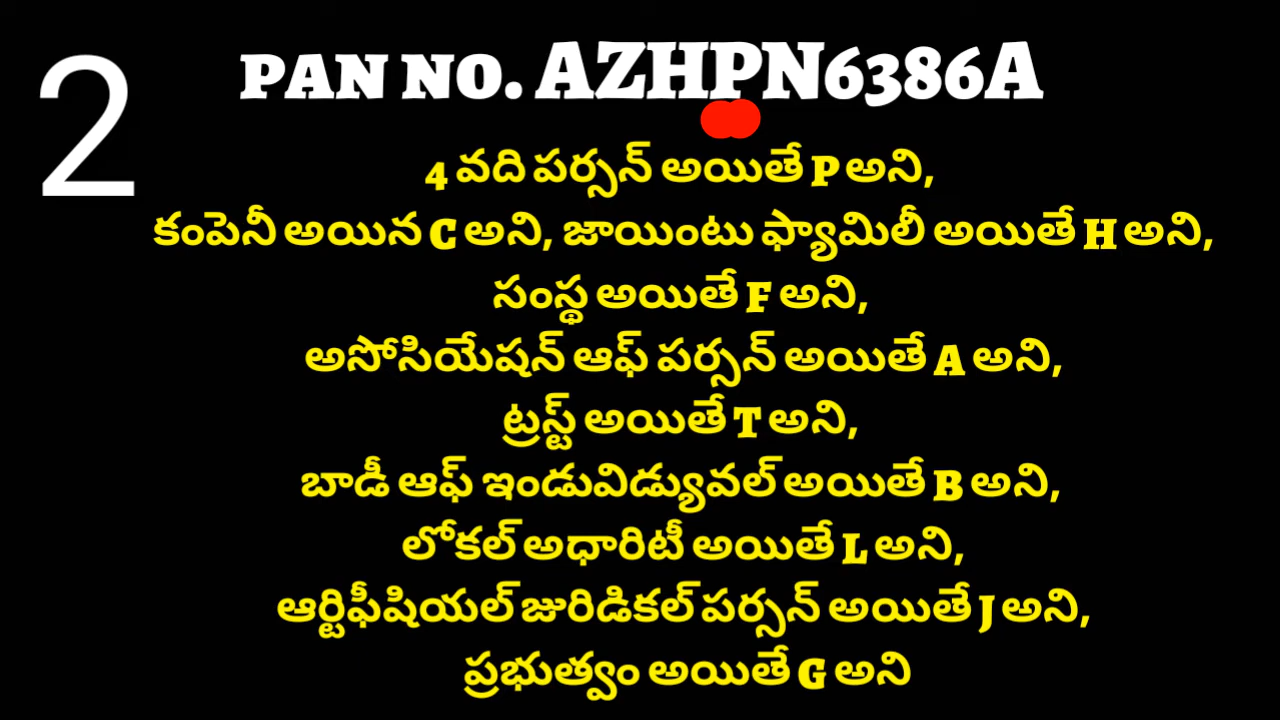 2
PAN NO. AZHPN6386A
4 వది పర్సన్ అయితే P అని,
కంపెనీ అయిన C అని, జాయింటు ఫ్యామిలీ అయితే H అని,
సంస్థ అయితే F అని,
అసోసియేషన్ ఆఫ్ పర్సన్ అయితే A అని,
ట్రస్ట్ అయితే T అని,
బాడీ ఆఫ్ ఇండువిడ్యువల్ అయితే B అని,
లోకల్ అధారిటీ అయితే L అని,
ఆర్టిఫీషియల్ జురిడికల్ పర్సన్ అయితే J అని,
ప్రభుత్వం అయితే G అని